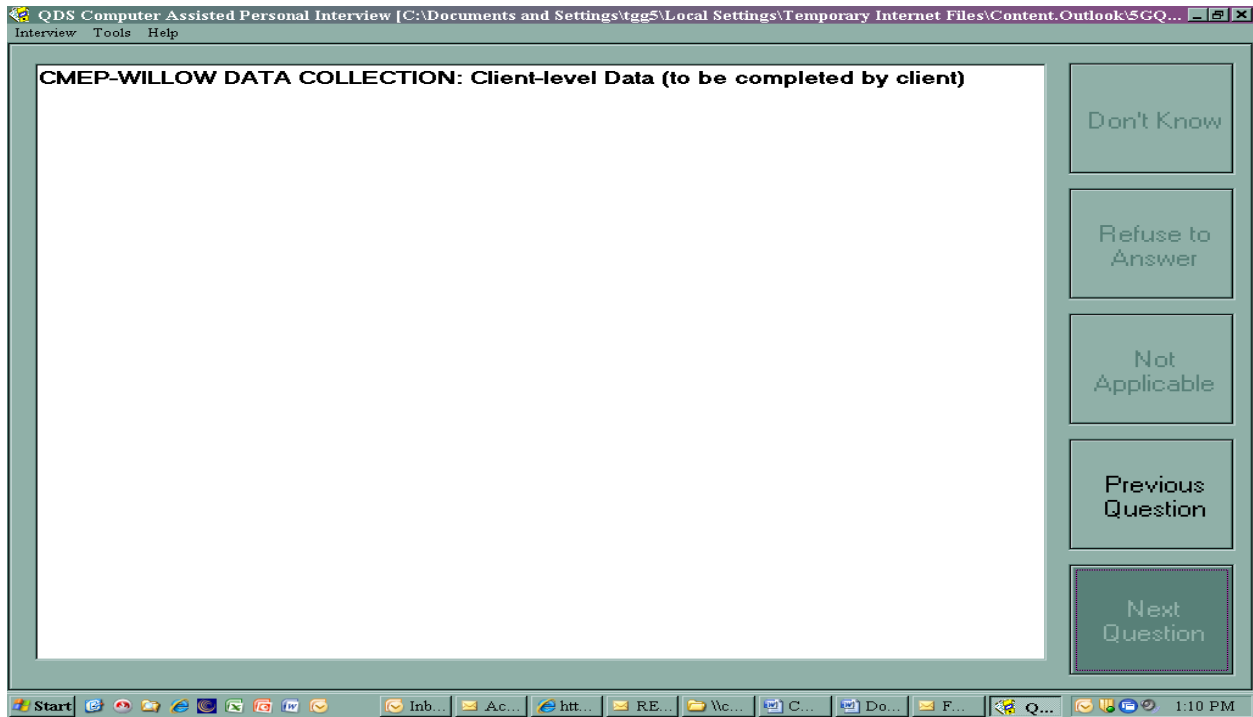 QDS Computer Assisted Personal Interview [C:\Documents and Settings\tgg5\Local Settings\Temporary Internet Files\Content.Outlook\5GQ...
Interview Tools Help
CMEP-WILLOW DATA COLLECTION: Client-level Data (to be completed by client)
Don't Know
Refuse to
Answer
Not
Applicable
Previous
Question
Next
Question
Start Inb... Ac... htt... RE... \\c... C... Do... F... Q... 1:10 PM